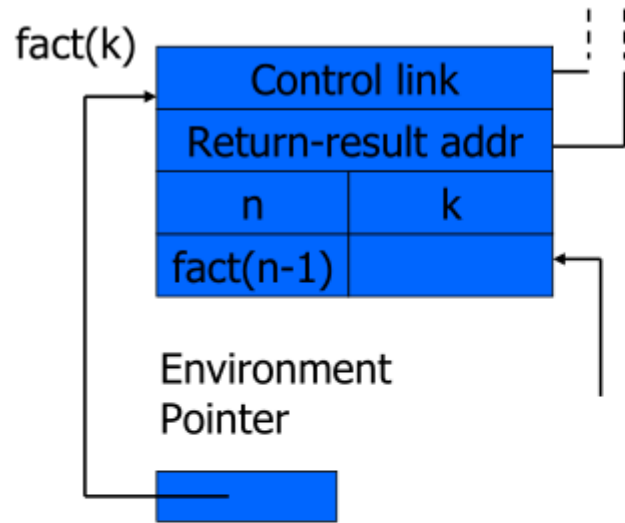 fact(k)
Control link
Return-result addr
n k
fact(n-1)
Environment
Pointer